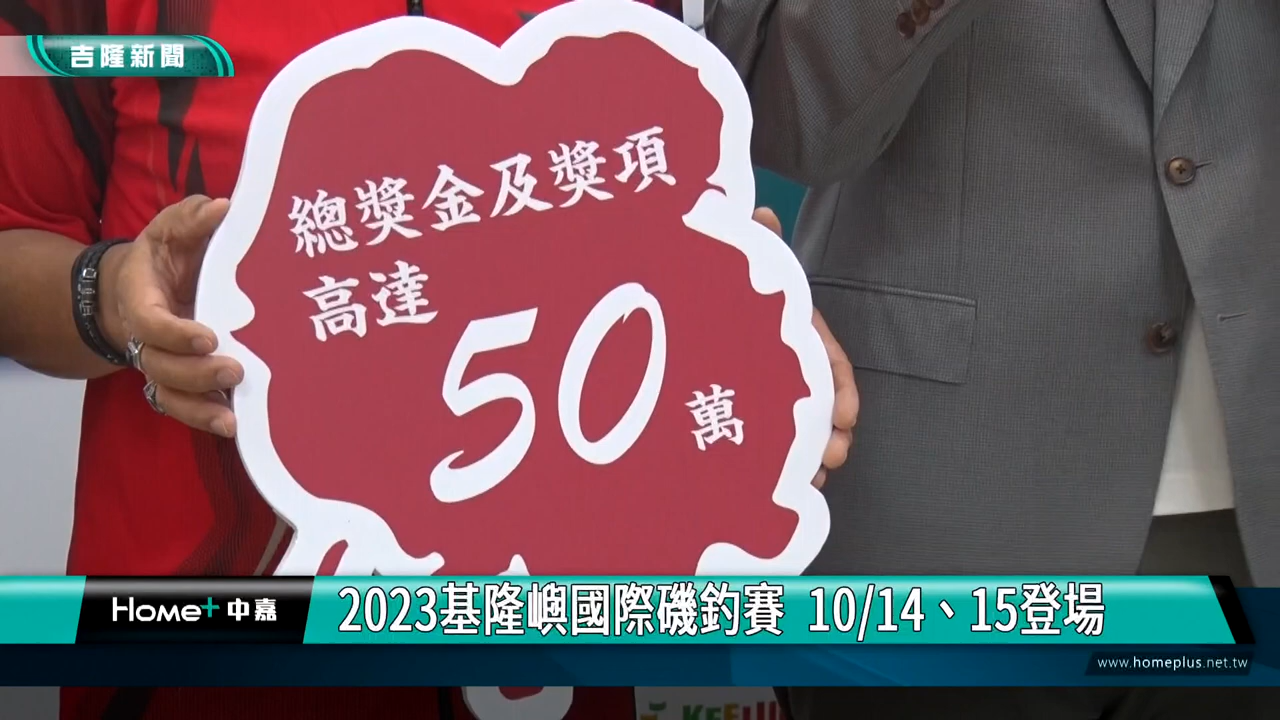 吉隆新聞
總獎金及獎項
高達
50萬
Home+中嘉
2023基隆嶼國際磯釣賽 10/14、15登場
www.homeplus.net.tw